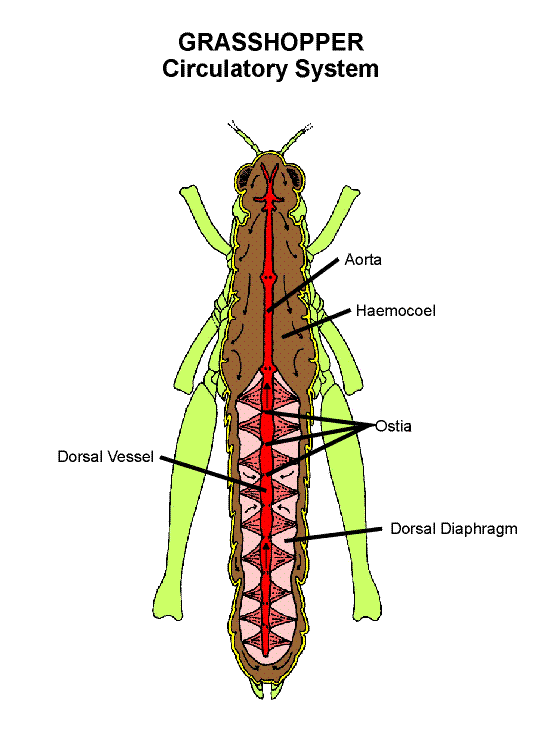 GRASSHOPPER
Circulatory System
Aorta
Haemocoel
Ostia
Dorsal Vessel
Dorsal Diaphragm